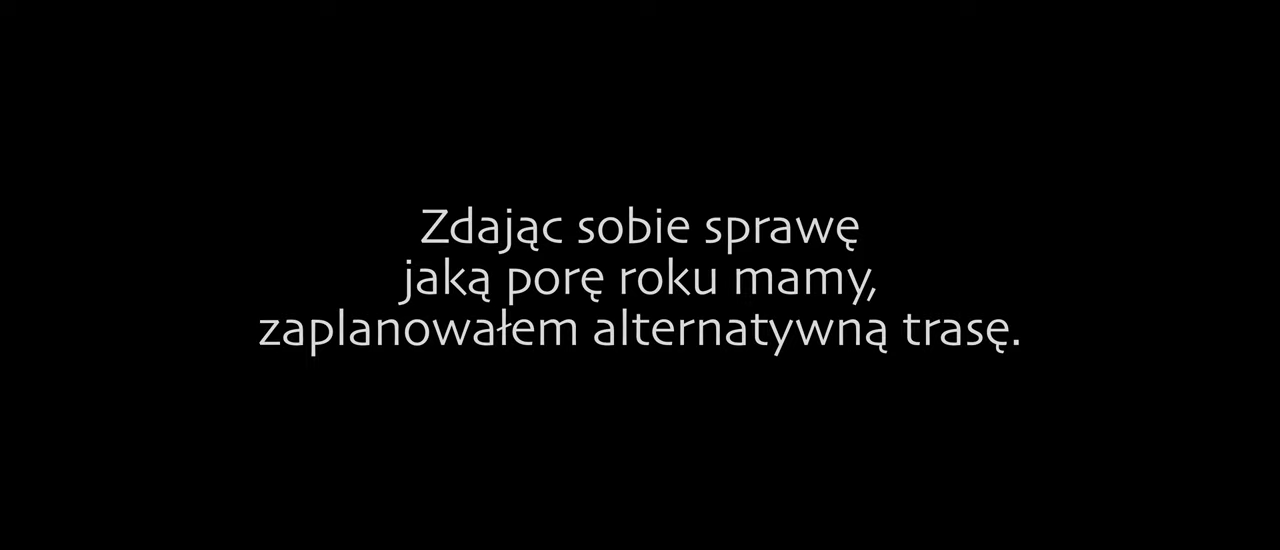 Zdając sobie sprawę
jaką porę roku mamy,
zaplanowałem alternatywną trasę.